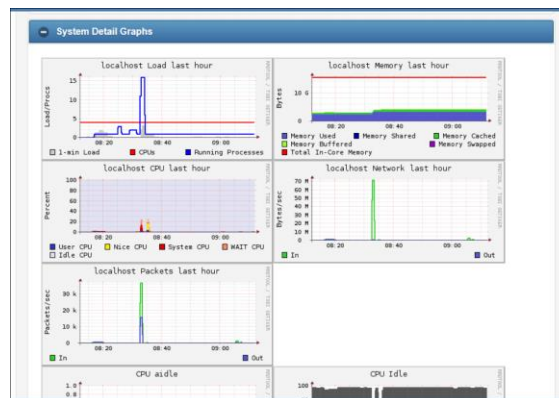 System Detail Graphs
localhost Load last hour
Load/Procs
15
10
5
0
08:20 08:40 09:00
1-min Load CPUs Running Processes
localhost Memory last hour
Bytes
10 G
0
08:20 08:40 09:00
Memory Used Memory Shared Memory Cached
Memory Buffered Memory Swapped
Total In-Core Memory
localhost CPU last hour
Percent
100
80
60
40
20
0
08:20 08:40 09:00
User CPU Nice CPU System CPU WAIT CPU
Idle CPU
localhost Network last hour
Bytes/sec
70 M
60 M
50 M
40 M
30 M
20 M
10 M
0
08:20 08:40 09:00
In Out
localhost Packets last hour
Packets/sec
30 k
20 k
10 k
0
08:20 08:40 09:00
In Out
CPU aidle
1.0
0.8
CPU Idle
100